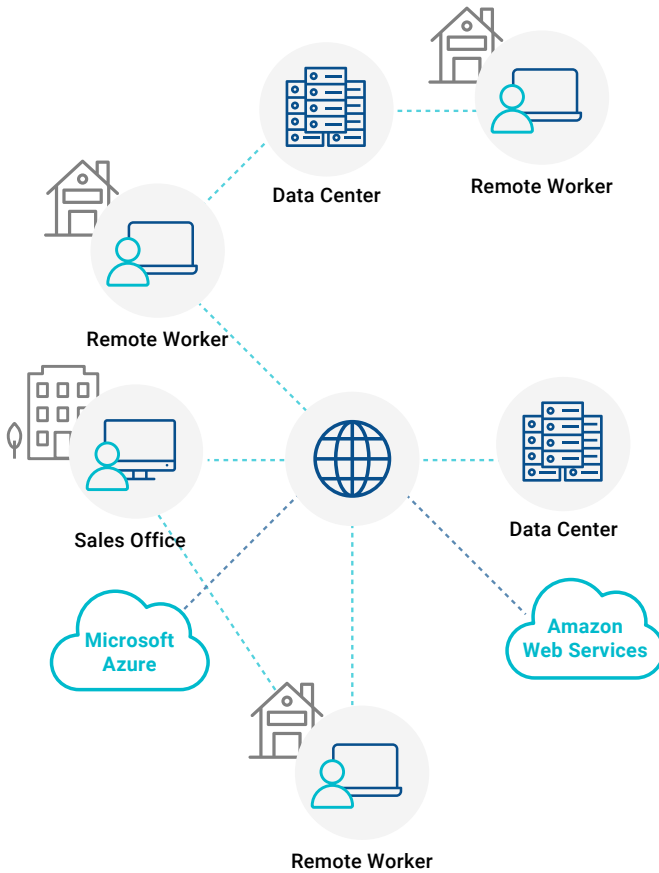 Data Center
Remote Worker
Remote Worker
Sales Office
Data Center
Microsoft
Azure
Amazon
Web Services
Remote Worker